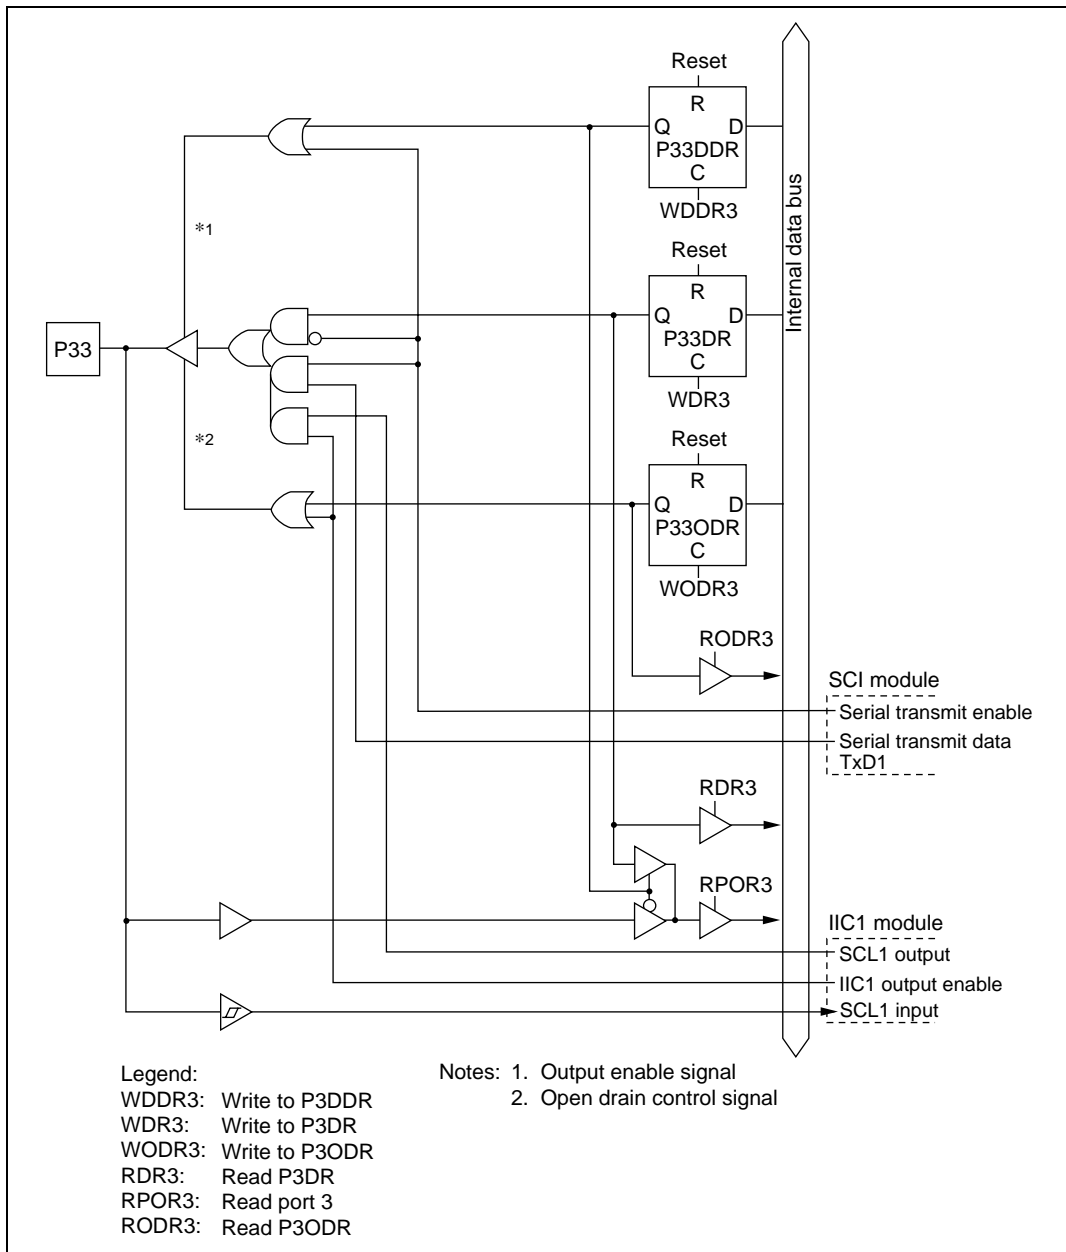 Reset
R
Q D
P33DDR
C
WDDR3
*1
Internal data bus
Reset
R
Q D
P33DR
C
WDR3
P33
*2
Reset
R
Q D
P33ODR
C
WODR3
RODR3
SCI module
Serial transmit enable
Serial transmit data
TxD1
RDR3
RPOR3
IIC1 module
SCL1 output
IIC1 output enable
SCL1 input
Legend:
WDDR3: Write to P3DDR
WDR3: Write to P3DR
WODR3: Write to P3ODR
RDR3: Read P3DR
RPOR3: Read port 3
RODR3: Read P3ODR
Notes: 1. Output enable signal
2. Open drain control signal